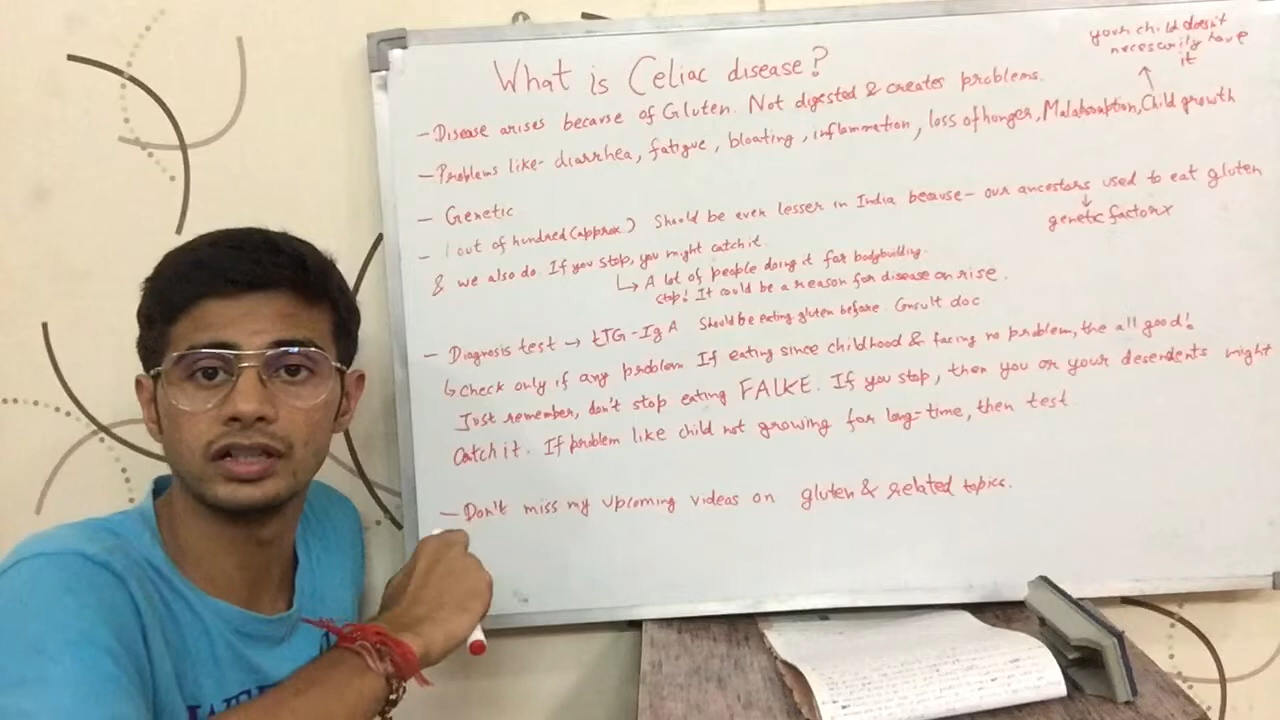 What is Celiac disease?
your child doesn't
necessarily have
it
- Disease arises because of Gluten. Not digested & creates problems.
- Problems like- diarrhea, fatigue, bloating, inflammation, loss of hunger, Malabsorption, Child growth
- Genetic
- 1 out of hundred (approx.) Should be even lesser in India because - our ancestors used to eat gluten
genetic factor x
& we also do. If you stop, you might catch it.
↳ A lot of people doing it for bodybuilding.
stop! It could be a reason for disease on rise.
- Diagnosis test → tTG-IgA Should be eating gluten before. Consult doc
↳ Check only if any problem. If eating since childhood & facing no problem, the all good!
Just remember, don't stop eating FALKE. If you stop, then you or your desendents might
catch it. If problem like child not growing for long-time, then test
- Don't miss my upcoming videos on gluten & related topics.